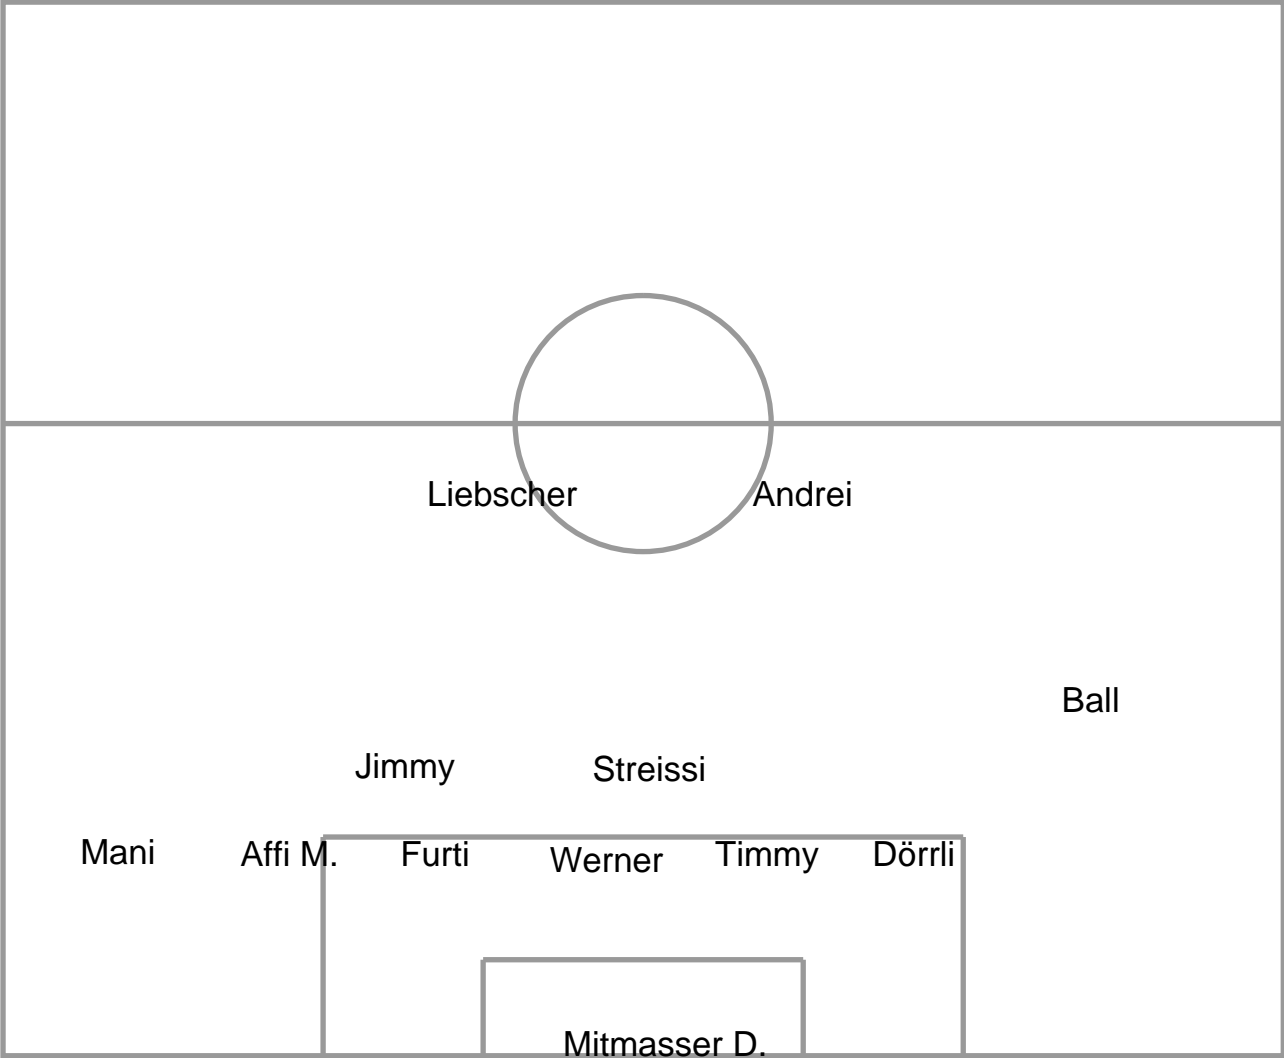 Liebscher Andrei
Ball
Jimmy Streissi
Mani Affi M. Furti Werner Timmy Dörrli
Mitmasser D.